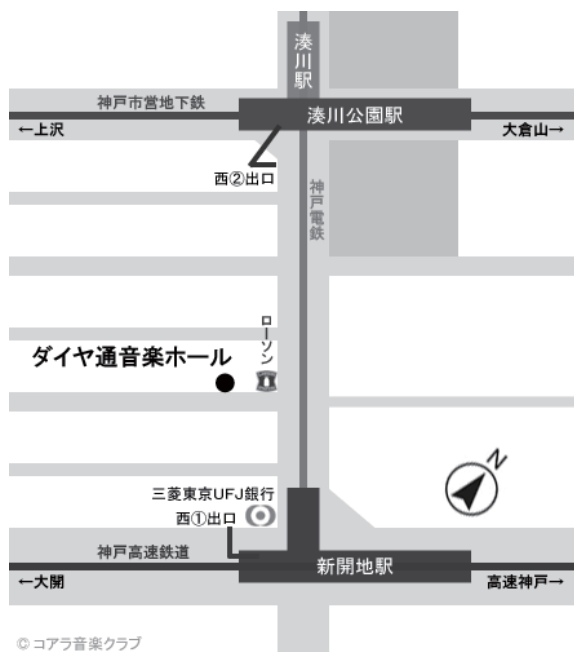 湊川駅
神戸市営地下鉄
湊川公園駅
←上沢
大倉山→
西②出口
神戸電鉄
ローソン
ダイヤ通音楽ホール
N
三菱東京UFJ銀行
西①出口
神戸高速鉄道
新開地駅
←大開
高速神戸→
© コアラ音楽クラブ